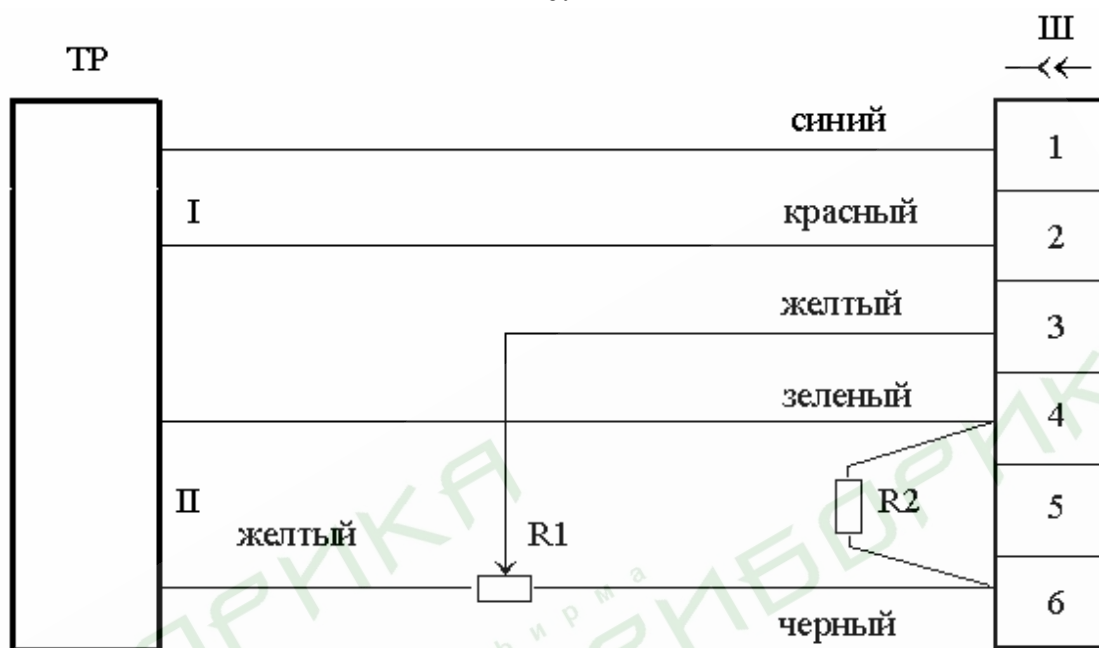 ТР
Ш
синий
1
I
красный
2
желтый
3
зеленый
4
II
желтый
R1
R2
5
черный
6